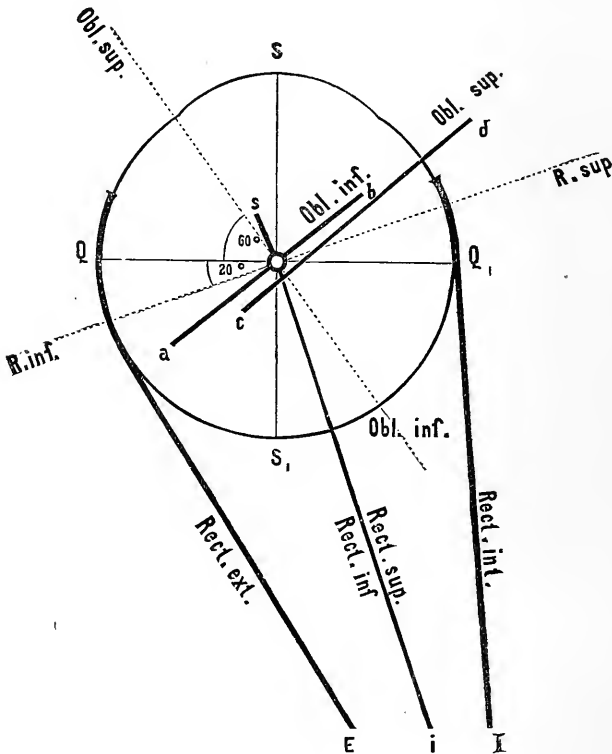 Obl. sup.
S
Obl. sup.
d
R. sup
s
Obl. inf.
b
60°
Q
20°
Q₁
c
a
R. inf.
Obl. inf.
S₁
Rect. ext.
Rect. sup.
Rect. inf
Rect. int.
E
i
I